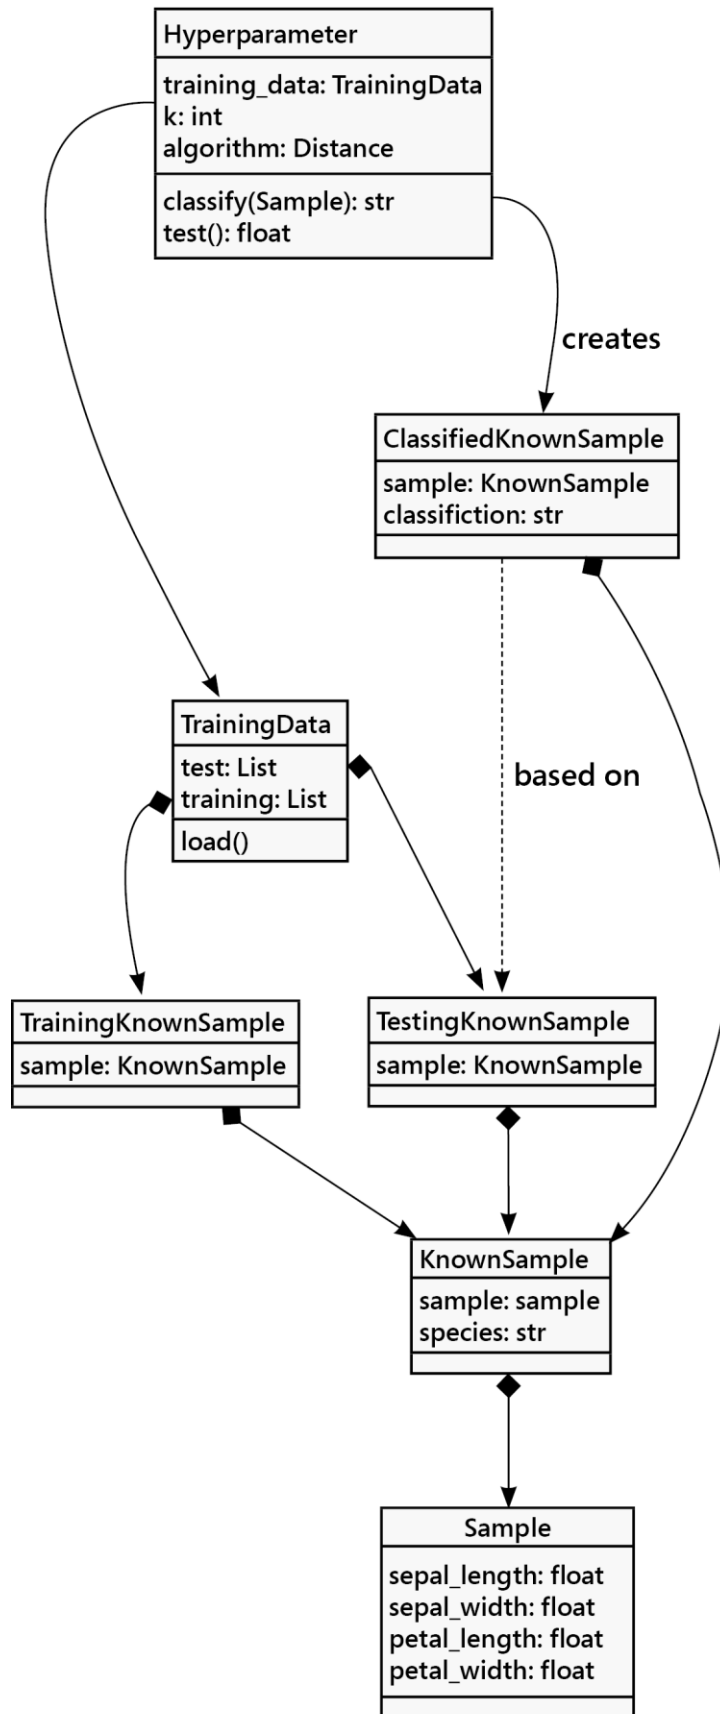 Hyperparameter
training_data: TrainingData
k: int
algorithm: Distance
classify(Sample): str
test(): float
creates
ClassifiedKnownSample
sample: KnownSample
classifiction: str
TrainingData
test: List
training: List
load()
based on
TrainingKnownSample
sample: KnownSample
TestingKnownSample
sample: KnownSample
KnownSample
sample: sample
species: str
Sample
sepal_length: float
sepal_width: float
petal_length: float
petal_width: float